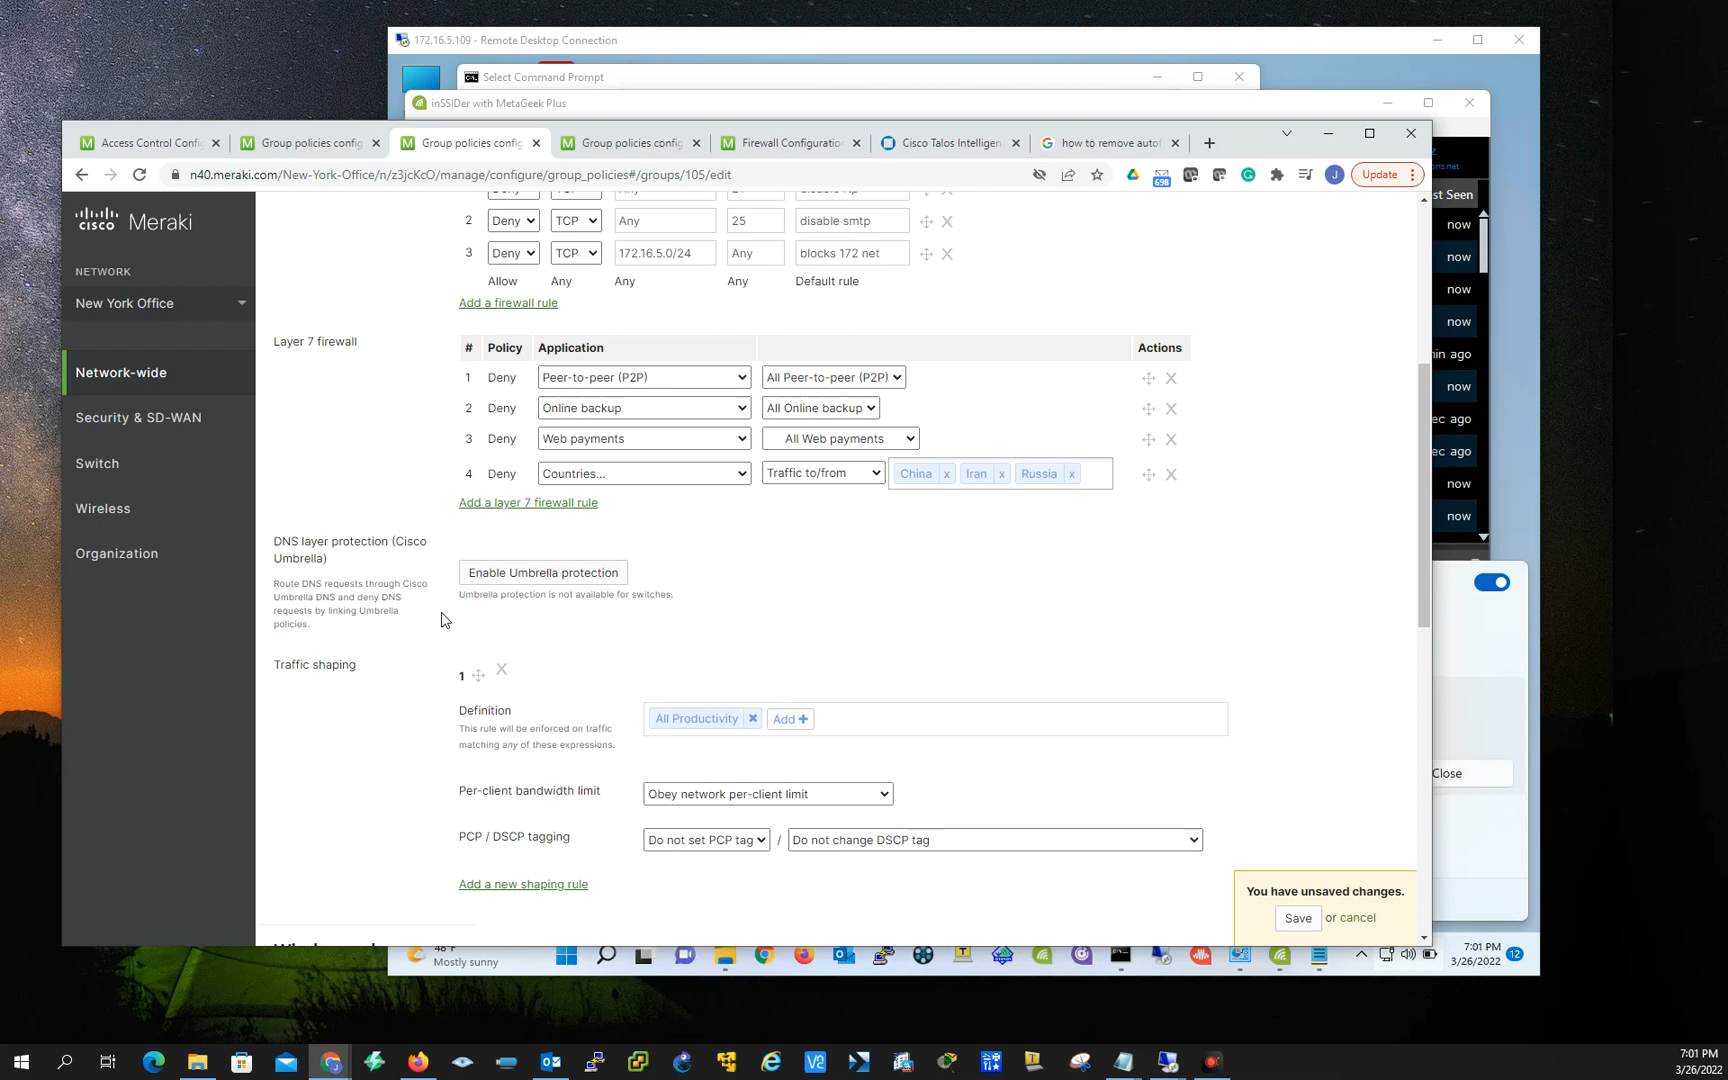 172.16.5.109 - Remote Desktop Connection
Select Command Prompt
inSSIDer with MetaGeek Plus
Access Control Confi
Group policies config
Group policies config
Group policies config
Firewall Configuration
Cisco Talos Intelligen
how to remove auto
n40.meraki.com/New-York-Office/n/z3jcKcO/manage/configure/group_policies#/groups/105/edit
698
J
Update
ons.net
st Seen
now
now
now
now
in ago
now
ec ago
ec ago
now
now
cisco Meraki
NETWORK
New York Office
Network-wide
Security & SD-WAN
Switch
Wireless
Organization
2 Deny TCP Any 25 disable smtp
3 Deny TCP 172.16.5.0/24 Any blocks 172 net
Allow Any Any Any Default rule
Add a firewall rule
Layer 7 firewall
# Policy Application Actions
1 Deny Peer-to-peer (P2P) All Peer-to-peer (P2P)
2 Deny Online backup All Online backup
3 Deny Web payments All Web payments
4 Deny Countries... Traffic to/from China x Iran x Russia x
Add a layer 7 firewall rule
DNS layer protection (Cisco
Umbrella)
Route DNS requests through Cisco
Umbrella DNS and deny DNS
requests by linking Umbrella
policies.
Enable Umbrella protection
Umbrella protection is not available for switches.
Traffic shaping
1
Definition
This rule will be enforced on traffic
matching any of these expressions.
All Productivity
Add
Per-client bandwidth limit
Obey network per-client limit
PCP / DSCP tagging
Do not set PCP tag / Do not change DSCP tag
Add a new shaping rule
You have unsaved changes.
Save or cancel
Close
48°F
Mostly sunny
7:01 PM
3/26/2022
12
7:01 PM
3/26/2022